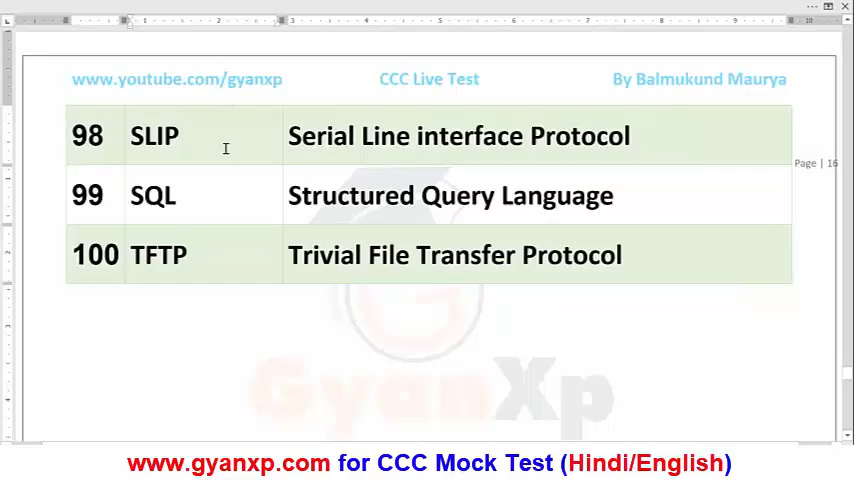 www.youtube.com/gyanxp CCC Live Test By Balmukund Maurya
98 SLIP Serial Line interface Protocol
Page | 16
99 SQL Structured Query Language
100 TFTP Trivial File Transfer Protocol
GyanXp
www.gyanxp.com for CCC Mock Test (Hindi/English)